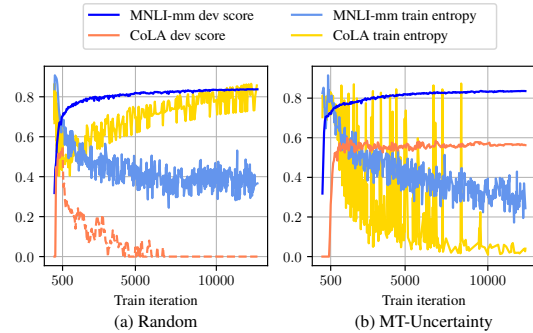 MNLI-mm dev score
MNLI-mm train entropy
CoLA dev score
CoLA train entropy
0.8
0.6
0.4
0.2
0.0
500
5000
10000
Train iteration
(a) Random
0.8
0.6
0.4
0.2
0.0
500
5000
10000
Train iteration
(b) MT-Uncertainty